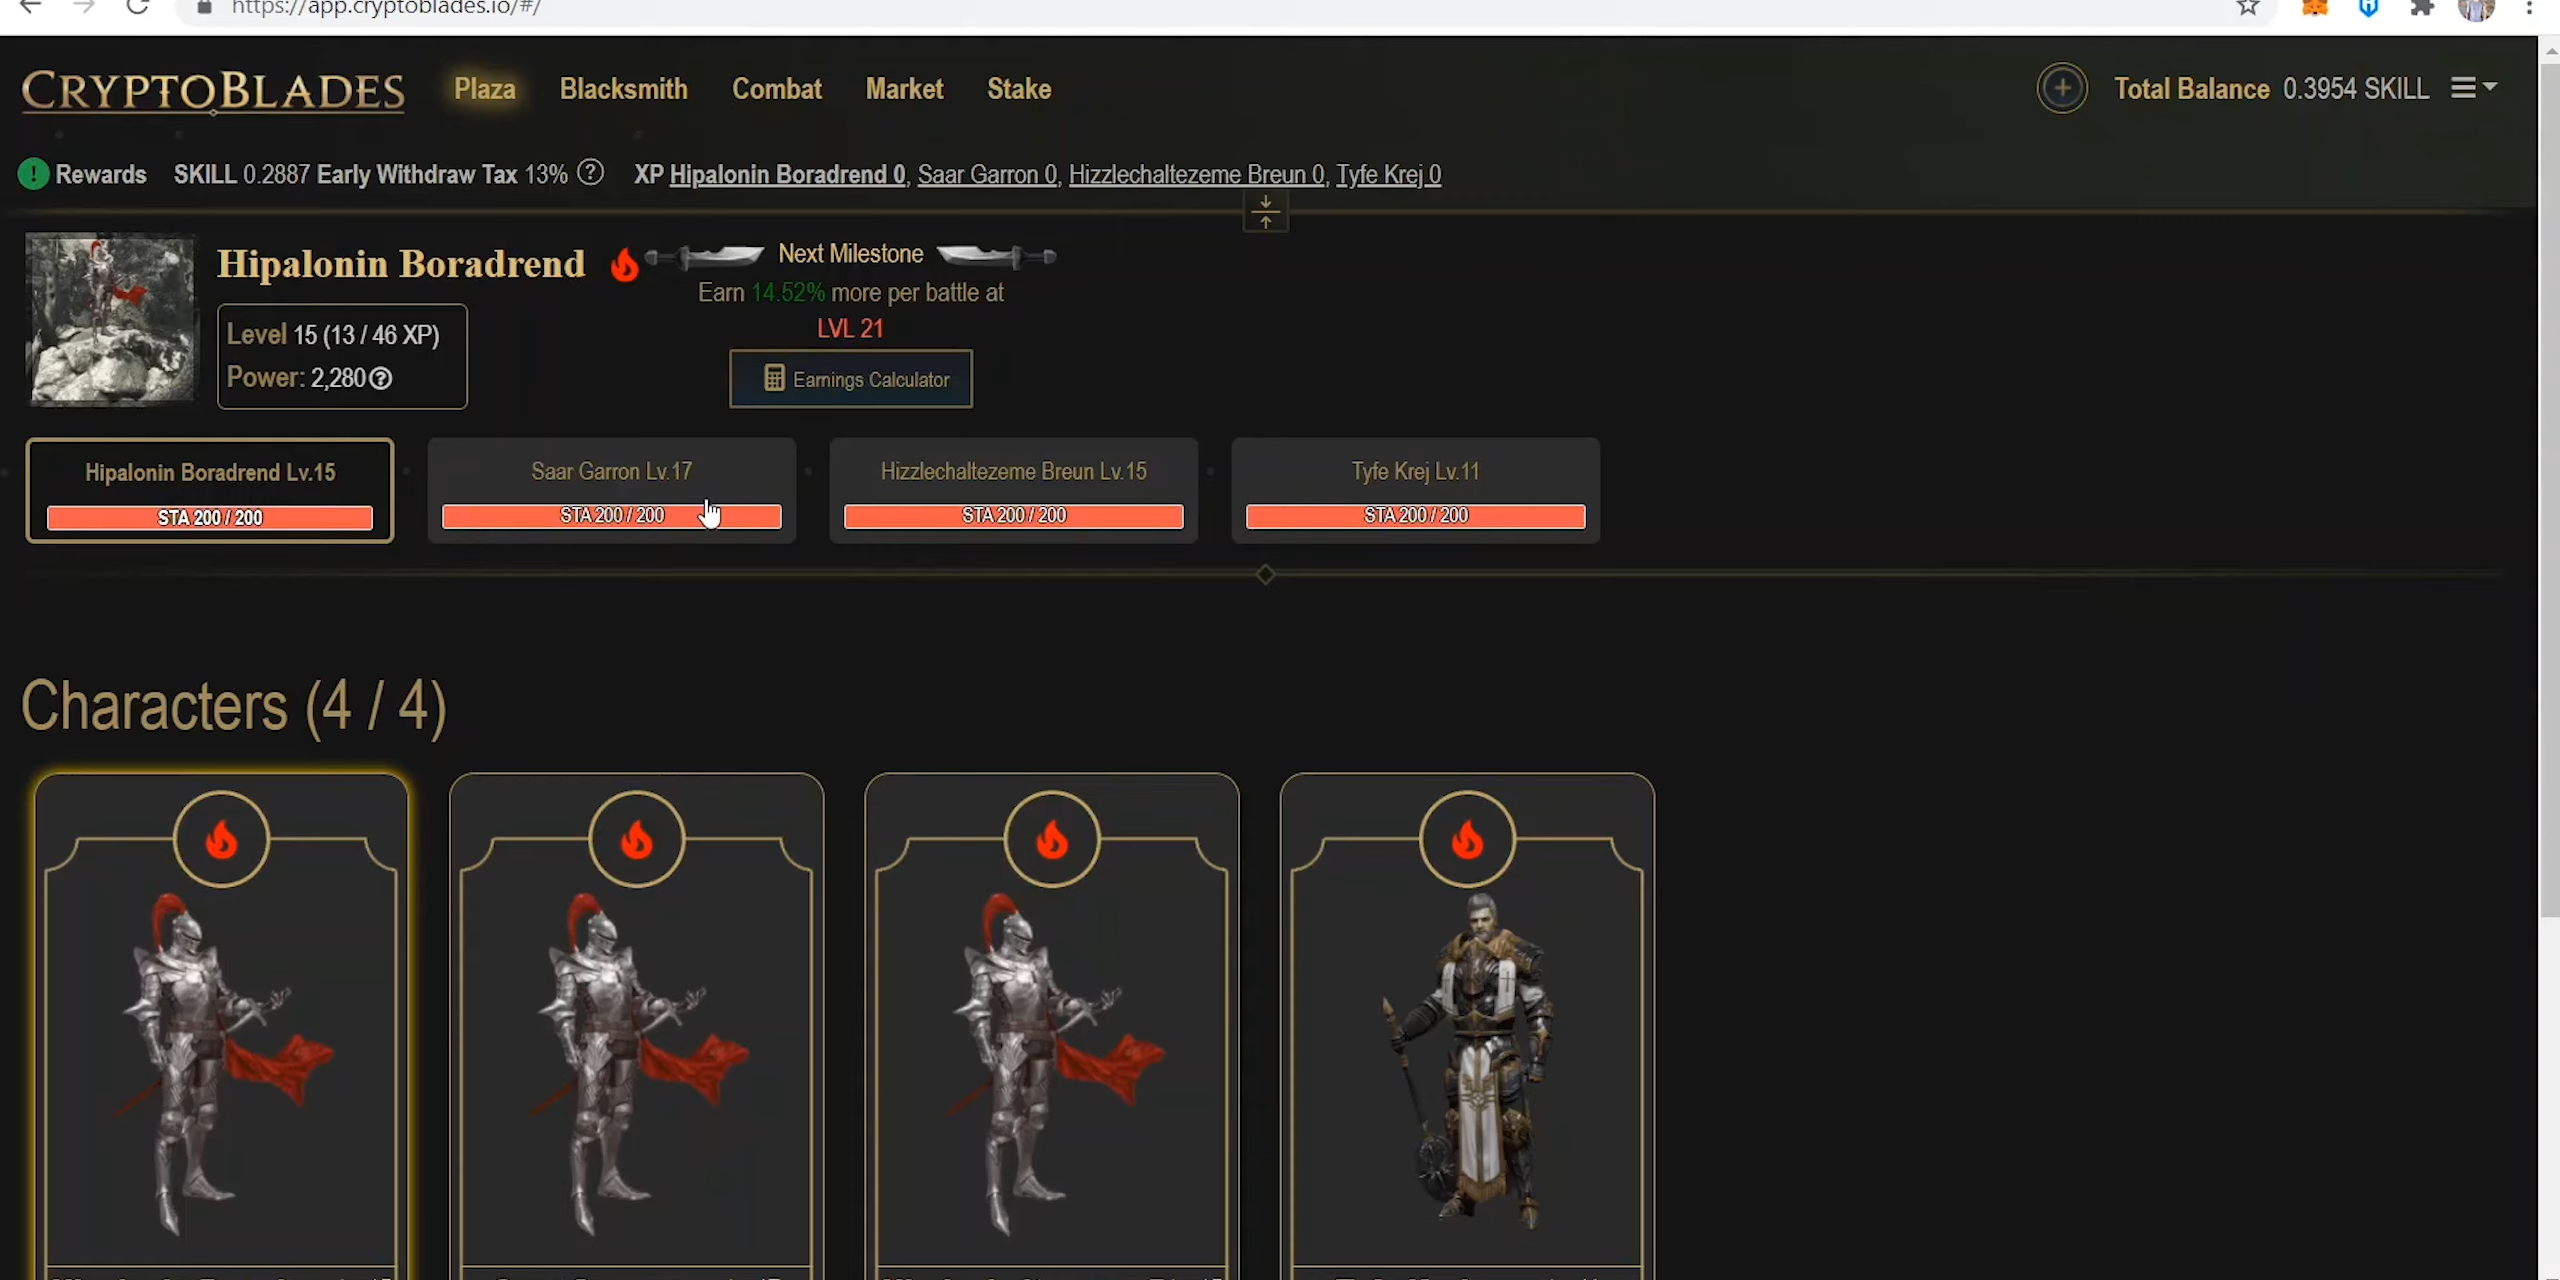 https://app.cryptoblades.io/#/
CRYPTOBLADES Plaza Blacksmith Combat Market Stake Total Balance 0.3954 SKILL
Rewards SKILL 0.2887 Early Withdraw Tax 13% XP Hipalonin Boradrend 0, Saar Garron 0, Hizzlechaltezeme Breun 0, Tyfe Krej 0
Hipalonin Boradrend
Level 15 (13 / 46 XP)
Power: 2,280
Next Milestone
Earn 14.52% more per battle at
LVL 21
Earnings Calculator
Hipalonin Boradrend Lv.15
STA 200 / 200
Saar Garron Lv.17
STA 200 / 200
Hizzlechaltezeme Breun Lv.15
STA 200 / 200
Tyfe Krej Lv.11
STA 200 / 200
Characters (4 / 4)